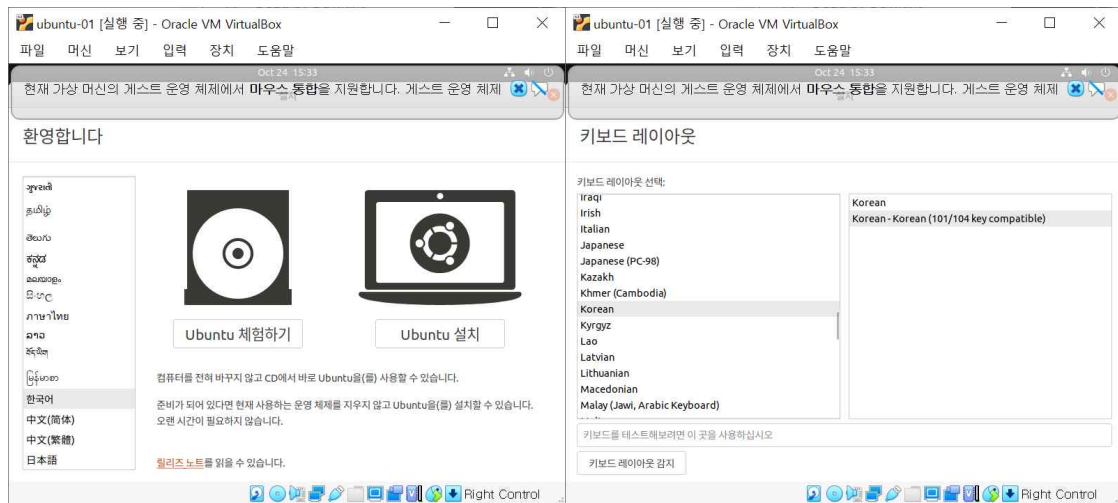 ubuntu-01 [실행 중] - Oracle VM VirtualBox
파일 머신 보기 입력 장치 도움말
Oct 24 15:33
현재 가상 머신의 게스트 운영 체제에서 마우스 통합을 지원합니다. 게스트 운영 체제
환영합니다
ગુજરાતી
தமிழ்
తెలుగు
ಕನ್ನಡ
മലയാളം
සිංහල
ภาษาไทย
ລາວ
မြန်မာစာ
한국어
中文(简体)
中文(繁體)
日本語
Ubuntu 체험하기
Ubuntu 설치
컴퓨터를 전혀 바꾸지 않고 CD에서 바로 Ubuntu을(를) 사용할 수 있습니다.
준비가 되어 있다면 현재 사용하는 운영 체제를 지우지 않고 Ubuntu을(를) 설치할 수 있습니다.
오랜 시간이 필요하지 않습니다.
릴리즈 노트를 읽을 수 있습니다.
Right Control
ubuntu-01 [실행 중] - Oracle VM VirtualBox
파일 머신 보기 입력 장치 도움말
Oct 24 15:33
현재 가상 머신의 게스트 운영 체제에서 마우스 통합을 지원합니다. 게스트 운영 체제
키보드 레이아웃
키보드 레이아웃 선택:
Iraqi
Irish
Italian
Japanese
Japanese (PC-98)
Kazakh
Khmer (Cambodia)
Korean
Kyrgyz
Lao
Latvian
Lithuanian
Macedonian
Malay (Jawi, Arabic Keyboard)
Korean
Korean - Korean (101/104 key compatible)
키보드를 테스트해보려면 이 곳을 사용하십시오
키보드 레이아웃 감지
Right Control